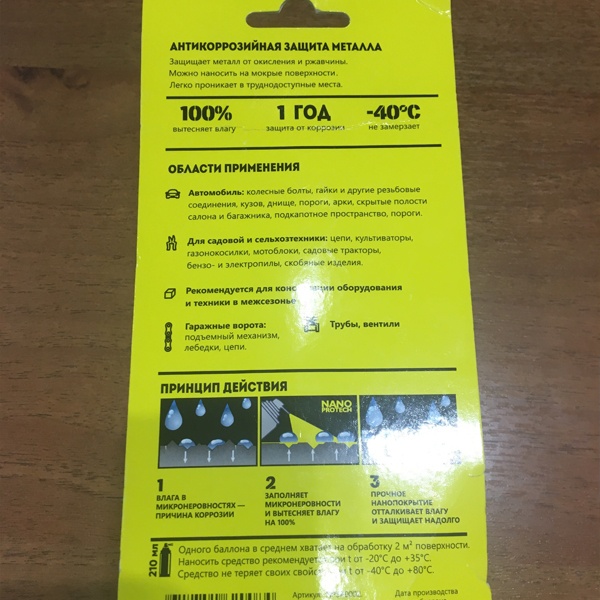 АНТИКОРРОЗИЙНАЯ ЗАЩИТА МЕТАЛЛА
Защищает металл от окисления и ржавчины.
Можно наносить на мокрые поверхности.
Легко проникает в труднодоступные места.
100% 1 ГОД -40°C
вытесняет влагу защита от коррозии не замерзает
ОБЛАСТИ ПРИМЕНЕНИЯ
Автомобиль: колесные болты, гайки и другие резьбовые
соединения, кузов, днище, пороги, арки, скрытые полости
салона и багажника, подкапотное пространство, пороги.
Для садовой и сельхозтехники: цепи, культиваторы,
газонокосилки, мотоблоки, садовые тракторы,
бензо- и электропилы, скобяные изделия.
Рекомендуется для консервации оборудования
и техники в межсезонье
Гаражные ворота:
подъемный механизм,
лебедки, цепи.
Трубы, вентили
ПРИНЦИП ДЕЙСТВИЯ
NANO
PROTECH
1
ВЛАГА В
МИКРОНЕРОВНОСТЯХ —
ПРИЧИНА КОРРОЗИИ
2
ЗАПОЛНЯЕТ
МИКРОНЕРОВНОСТИ
И ВЫТЕСНЯЕТ ВЛАГУ
НА 100%
3
ПРОЧНОЕ
НАНОПОКРЫТИЕ
ОТТАЛКИВАЕТ ВЛАГУ
И ЗАЩИЩАЕТ НАДОЛГО
210 мл
Одного баллона в среднем хватает на обработку 2 м² поверхности.
Наносить средство рекомендуется при t от -20°C до +35°C.
Средство не теряет своих свойств при t от -40°C до +80°C.
Дата производства